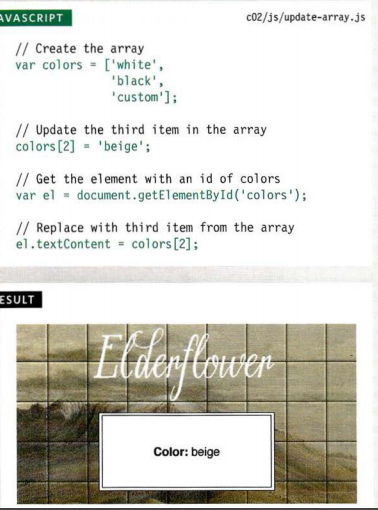 JAVASCRIPT
c02/js/update-array.js
// Create the array
var colors = ['white',
'black',
'custom'];
// Update the third item in the array
colors[2] = 'beige';
// Get the element with an id of colors
var el = document.getElementById('colors');
// Replace with third item from the array
el.textContent = colors[2];
RESULT
Elderflower
Color: beige